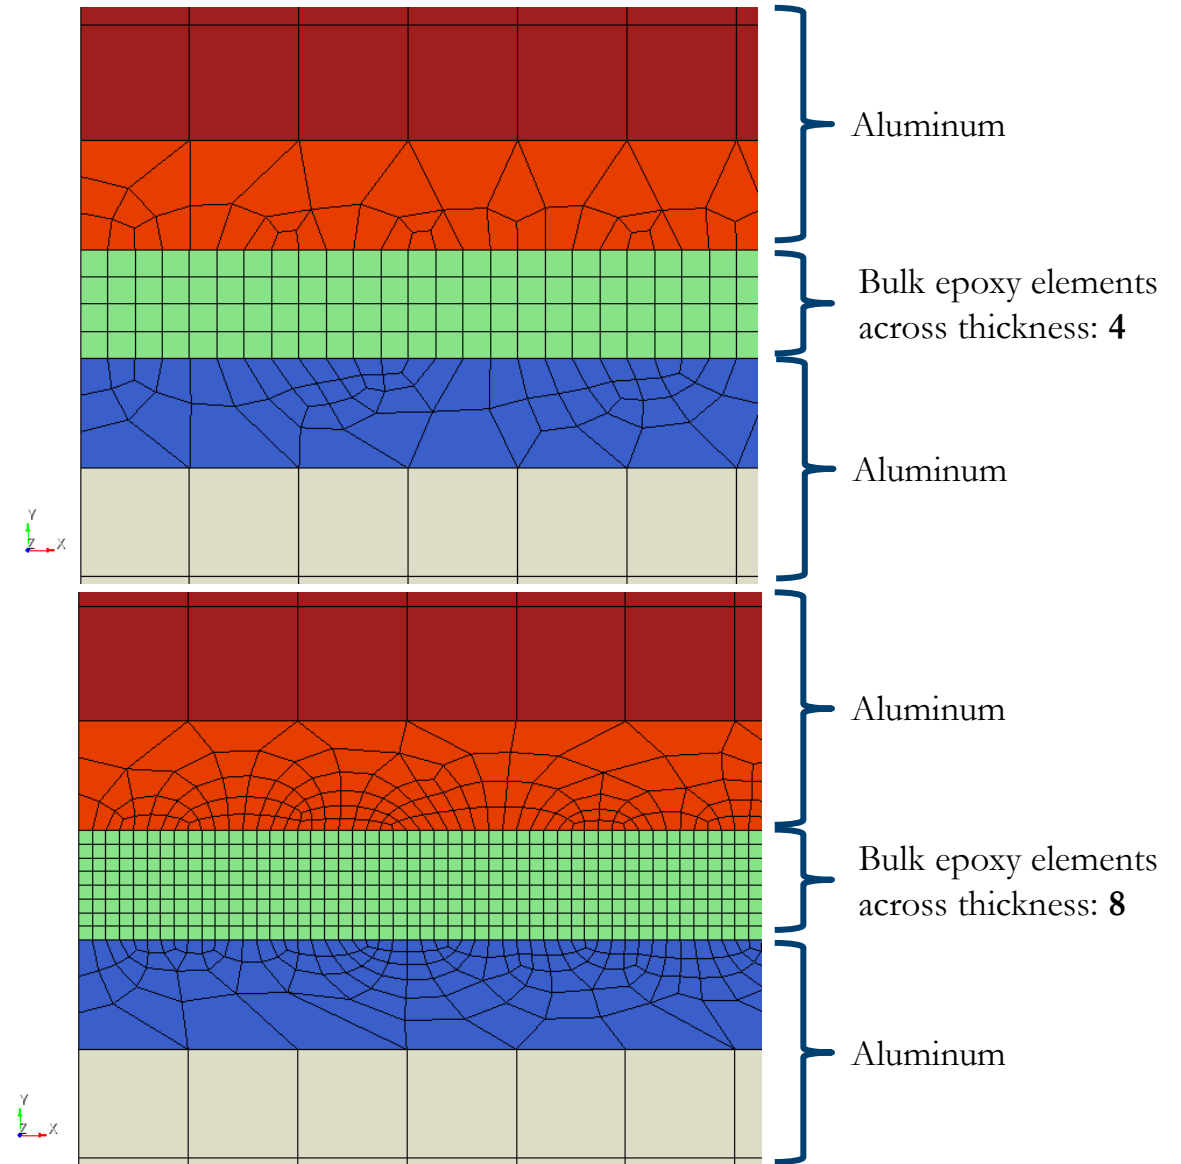 Aluminum
Bulk epoxy elements
across thickness: 4
Aluminum
Y
Z X
Aluminum
Bulk epoxy elements
across thickness: 8
Aluminum
Y
Z X